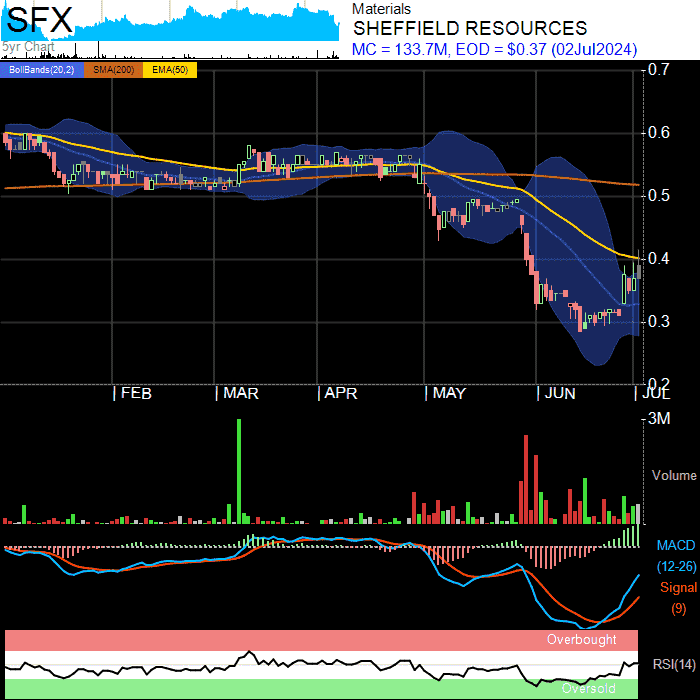 SFX
5yr Chart
Materials
SHEFFIELD RESOURCES
MC = 133.7M, EOD = $0.37 (02Jul2024)
BollBands(20,2) SMA(200) EMA(50)
0.7
0.6
0.5
0.4
0.3
0.2
FEB MAR APR MAY JUN JUL
3M
Volume
MACD
(12-26)
Signal
(9)
Overbought
RSI(14)
Oversold